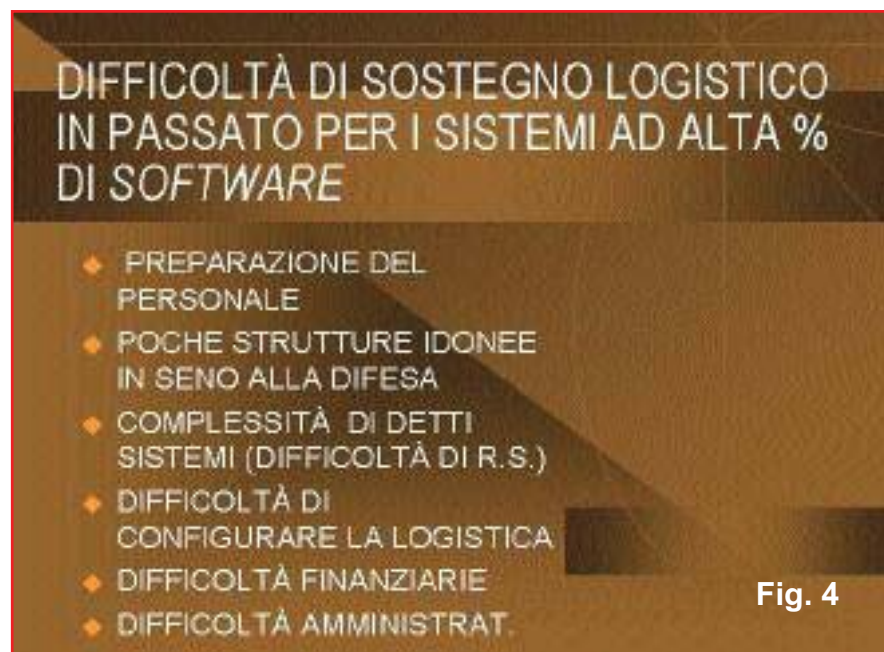 DIFFICOLTÀ DI SOSTEGNO LOGISTICO
IN PASSATO PER I SISTEMI AD ALTA %
DI SOFTWARE
PREPARAZIONE DEL
PERSONALE
POCHE STRUTTURE IDONEE
IN SENO ALLA DIFESA
COMPLESSITÀ DI DETTI
SISTEMI (DIFFICOLTÀ DI R.S.)
DIFFICOLTÀ DI
CONFIGURARE LA LOGISTICA
DIFFICOLTÀ FINANZIARIE
DIFFICOLTÀ AMMINISTRAT.
Fig. 4